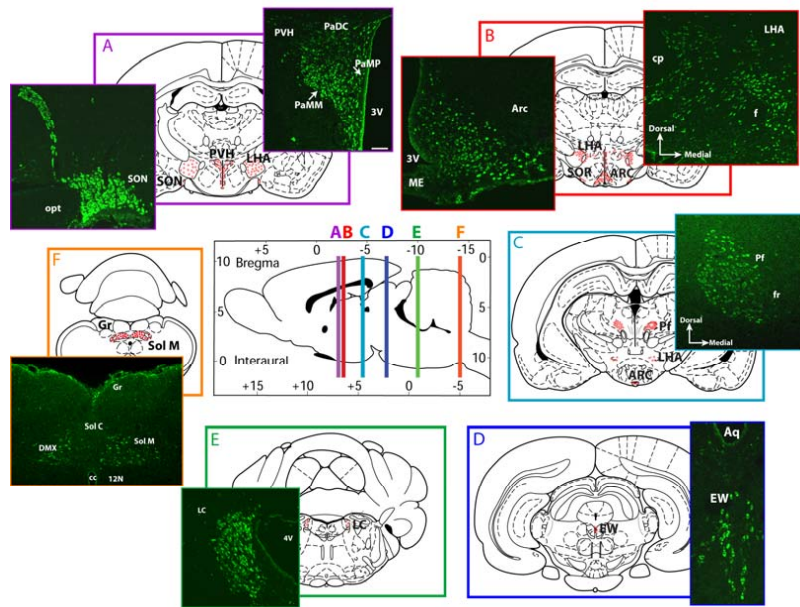 A
PVH
PaDC
PaMP
PaMM
3V
SON
opt
SON
PVH
LHA
B
Arc
3V
ME
LHA
cp
f
Dorsal
Medial
LHA
SOR
ARC
F
Gr
Sol M
Gr
Sol C
DMX
Sol M
cc
12N
A B C D E F
+5 0 -5 -10 -15
10 Bregma 0
5 5
0 Interaural 10
+15 +10 +5 0 -5
C
Pf
fr
Dorsal
Medial
Pf
LHA
ARC
E
LC
4V
LC
D
Aq
EW
EW